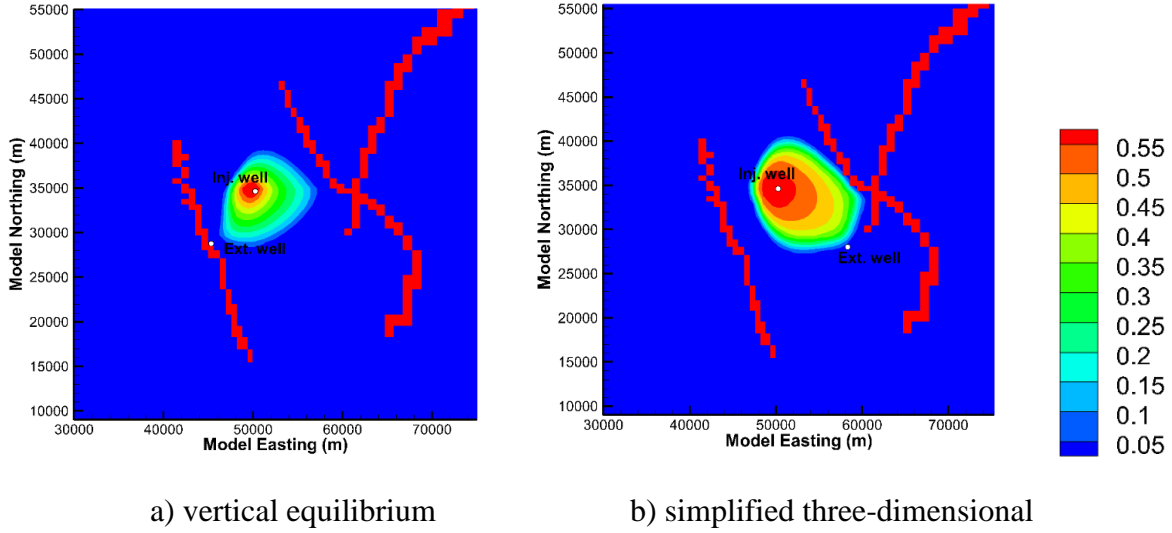 55000
50000
45000
40000
35000
30000
25000
20000
15000
10000
Model Northing (m)
30000 40000 50000 60000 70000
Model Easting (m)
Inj. well
Ext. well
55000
50000
45000
40000
35000
30000
25000
20000
15000
10000
Model Northing (m)
30000 40000 50000 60000 70000
Model Easting (m)
Inj. well
Ext. well
0.55
0.5
0.45
0.4
0.35
0.3
0.25
0.2
0.15
0.1
0.05
a) vertical equilibrium
b) simplified three-dimensional